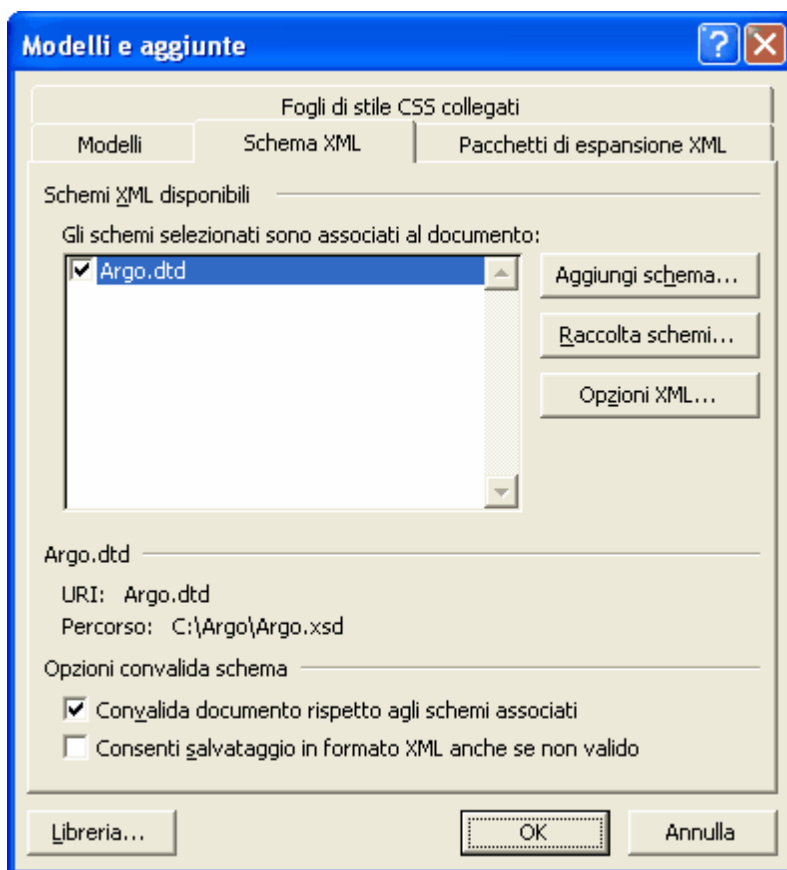 Modelli e aggiunte
Fogli di stile CSS collegati
Modelli Schema XML Pacchetti di espansione XML
Schemi XML disponibili
Gli schemi selezionati sono associati al documento:
Argo.dtd
Aggiungi schema...
Raccolta schemi...
Opzioni XML...
Argo.dtd
URI: Argo.dtd
Percorso: C:\Argo\Argo.xsd
Opzioni convalida schema
Convalida documento rispetto agli schemi associati
Consenti salvataggio in formato XML anche se non valido
Libreria... OK Annulla